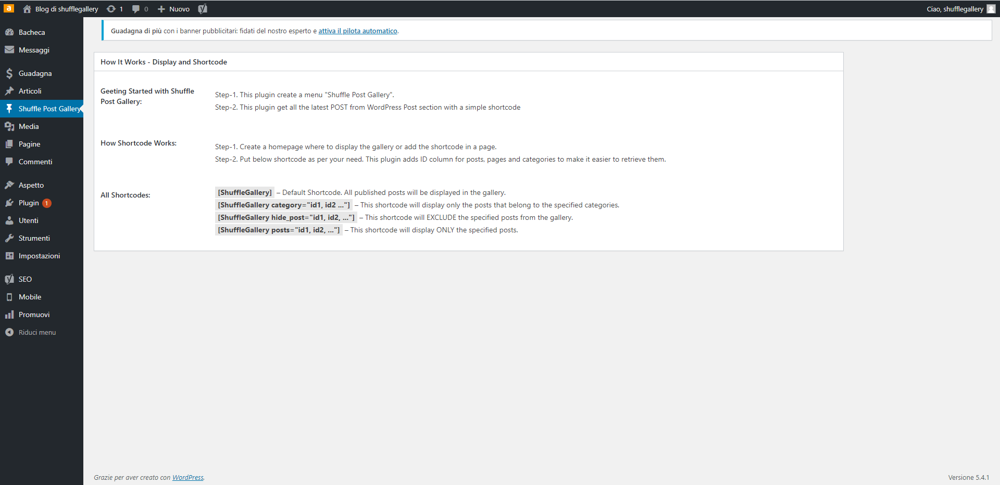 a Blog di shufflegallery 1 0 Nuovo Ciao, shufflegallery
Bacheca
Messaggi
Guadagna
Articoli
Shuffle Post Gallery
Media
Pagine
Commenti
Aspetto
Plugin 1
Utenti
Strumenti
Impostazioni
SEO
Mobile
Promuovi
Riduci menu
Guadagna di più con i banner pubblicitari: fidati del nostro esperto e attiva il pilota automatico.
How It Works - Display and Shortcode
Geeting Started with Shuffle
Post Gallery:
Step-1. This plugin create a menu "Shuffle Post Gallery".
Step-2. This plugin get all the latest POST from WordPress Post section with a simple shortcode
How Shortcode Works:
Step-1. Create a homepage where to display the gallery or add the shortcode in a page.
Step-2. Put below shortcode as per your need. This plugin adds ID column for posts, pages and categories to make it easier to retrieve them.
All Shortcodes:
[ShuffleGallery] – Default Shortcode. All published posts will be displayed in the gallery.
[ShuffleGallery category="id1, id2 ..."] – This shortcode will display only the posts that belong to the specified categories.
[ShuffleGallery hide_post="id1, id2, ..."] – This shortcode will EXCLUDE the specified posts from the gallery.
[ShuffleGallery posts="id1, id2, ..."] – This shortcode will display ONLY the specified posts.
Grazie per aver creato con WordPress.
Versione 5.4.1